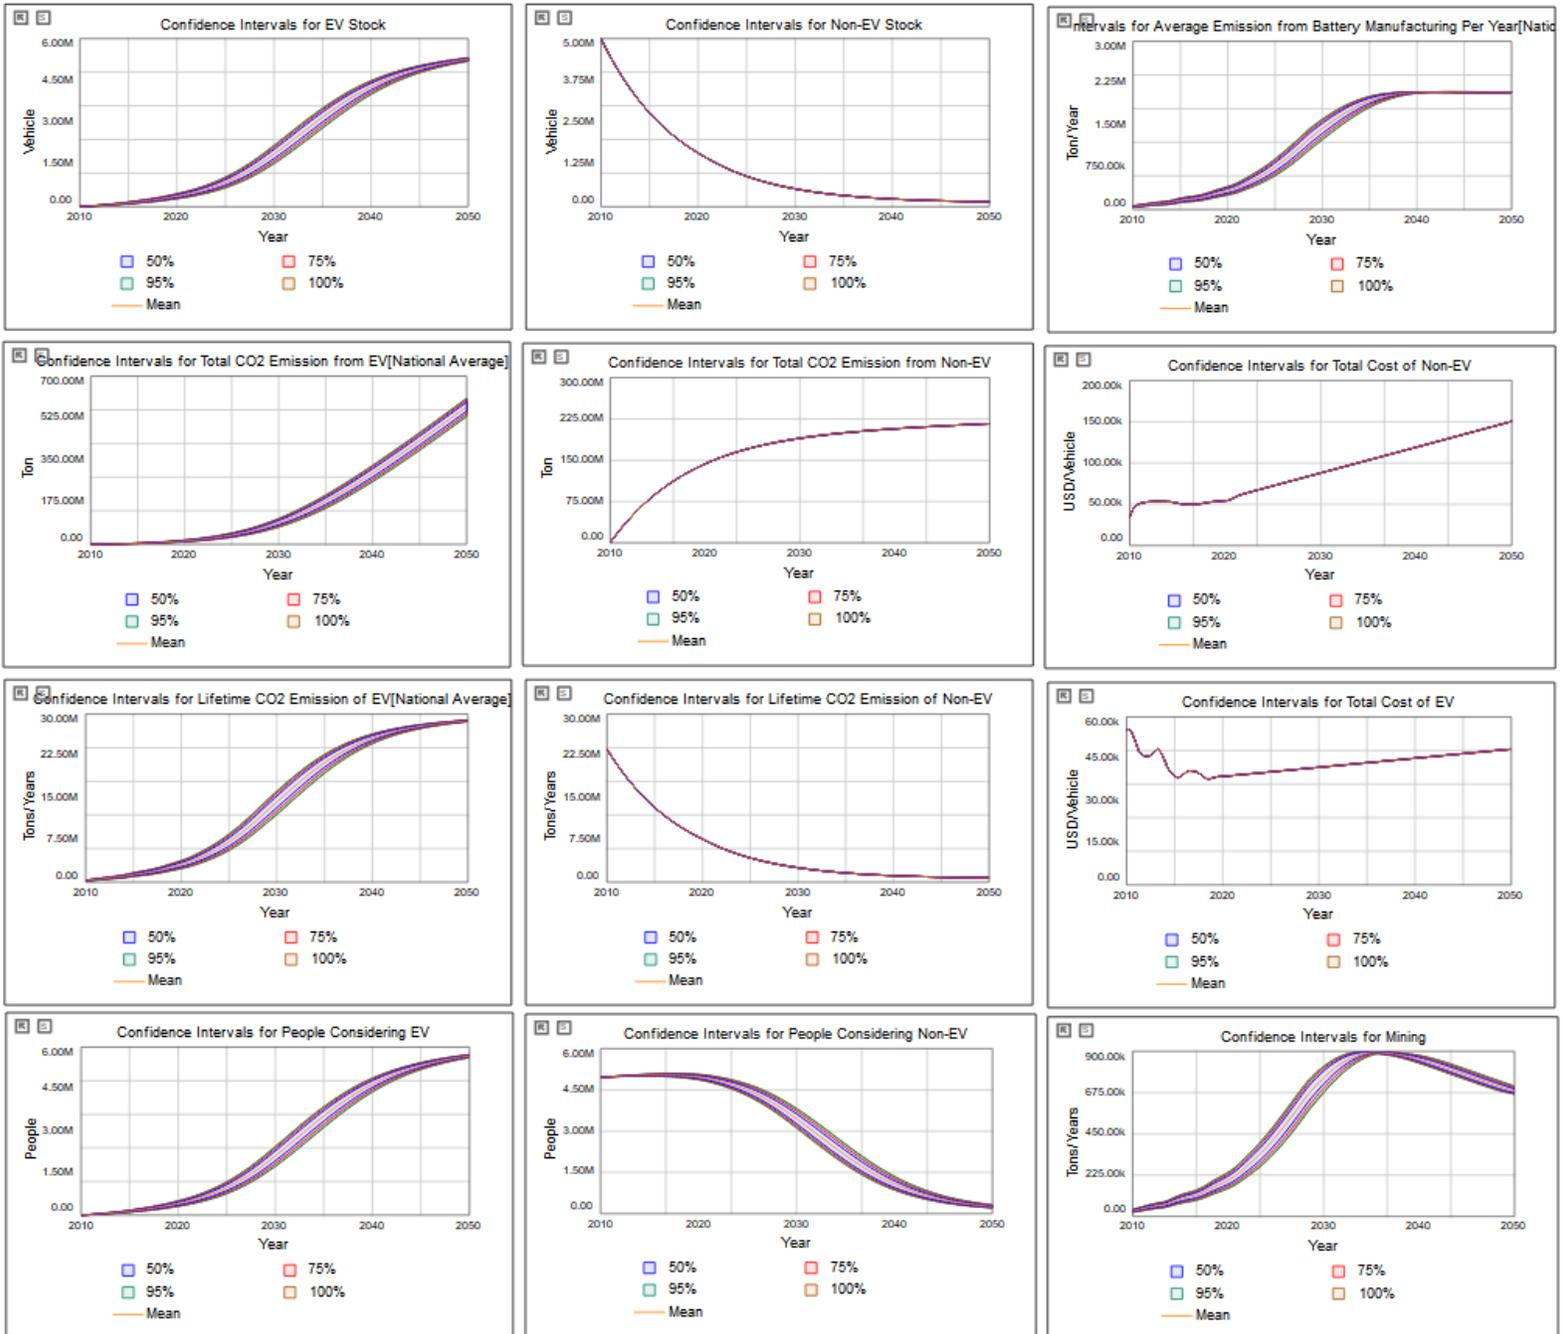 R S
Confidence Intervals for EV Stock
6.00M
4.50M
3.00M
1.50M
0.00
Vehicle
2010 2020 2030 2040 2050
Year
50% 75%
95% 100%
Mean
R S
Confidence Intervals for Non-EV Stock
5.00M
3.75M
2.50M
1.25M
0.00
Vehicle
2010 2020 2030 2040 2050
Year
50% 75%
95% 100%
Mean
R S
ntervals for Average Emission from Battery Manufacturing Per Year[Natio
3.00M
2.25M
1.50M
750.00k
0.00
Ton/Year
2010 2020 2030 2040 2050
Year
50% 75%
95% 100%
Mean
R S
Confidence Intervals for Total CO2 Emission from EV[National Average]
700.00M
525.00M
350.00M
175.00M
0.00
Ton
2010 2020 2030 2040 2050
Year
50% 75%
95% 100%
Mean
R S
Confidence Intervals for Total CO2 Emission from Non-EV
300.00M
225.00M
150.00M
75.00M
0.00
Ton
2010 2020 2030 2040 2050
Year
50% 75%
95% 100%
Mean
R S
Confidence Intervals for Total Cost of Non-EV
200.00k
150.00k
100.00k
50.00k
0.00
USD/Vehicle
2010 2020 2030 2040 2050
Year
50% 75%
95% 100%
Mean
R S
Confidence Intervals for Lifetime CO2 Emission of EV[National Average]
30.00M
22.50M
15.00M
7.50M
0.00
Tons/Years
2010 2020 2030 2040 2050
Year
50% 75%
95% 100%
Mean
R S
Confidence Intervals for Lifetime CO2 Emission of Non-EV
30.00M
22.50M
15.00M
7.50M
0.00
Tons/Years
2010 2020 2030 2040 2050
Year
50% 75%
95% 100%
Mean
R S
Confidence Intervals for Total Cost of EV
60.00k
45.00k
30.00k
15.00k
0.00
USD/Vehicle
2010 2020 2030 2040 2050
Year
50% 75%
95% 100%
Mean
R S
Confidence Intervals for People Considering EV
6.00M
4.50M
3.00M
1.50M
0.00
People
2010 2020 2030 2040 2050
Year
50% 75%
95% 100%
Mean
R S
Confidence Intervals for People Considering Non-EV
6.00M
4.50M
3.00M
1.50M
0.00
People
2010 2020 2030 2040 2050
Year
50% 75%
95% 100%
Mean
R S
Confidence Intervals for Mining
900.00k
675.00k
450.00k
225.00k
0.00
Tons/Years
2010 2020 2030 2040 2050
Year
50% 75%
95% 100%
Mean